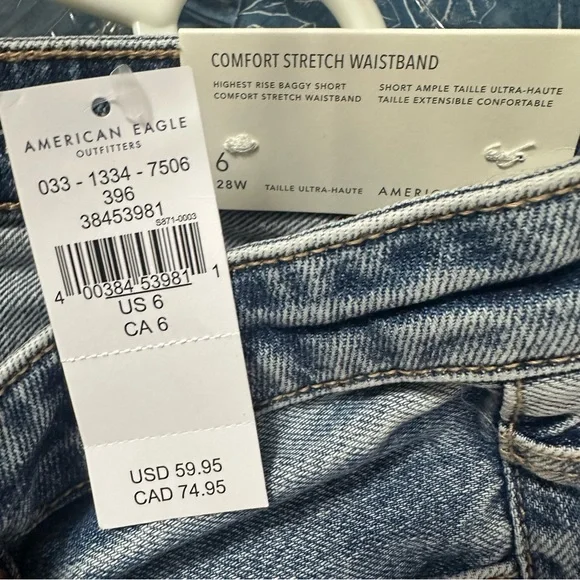 AMERICAN EAGLE
OUTFITTERS
033 - 1334 - 7506
396
38453981
S871-0003
4 00384 53981 1
US 6
CA 6
USD 59.95
CAD 74.95
COMFORT STRETCH WAISTBAND
HIGHEST RISE BAGGY SHORT
COMFORT STRETCH WAISTBAND
SHORT AMPLE TAILLE ULTRA-HAUTE
TAILLE EXTENSIBLE CONFORTABLE
6
28W TAILLE ULTRA-HAUTE